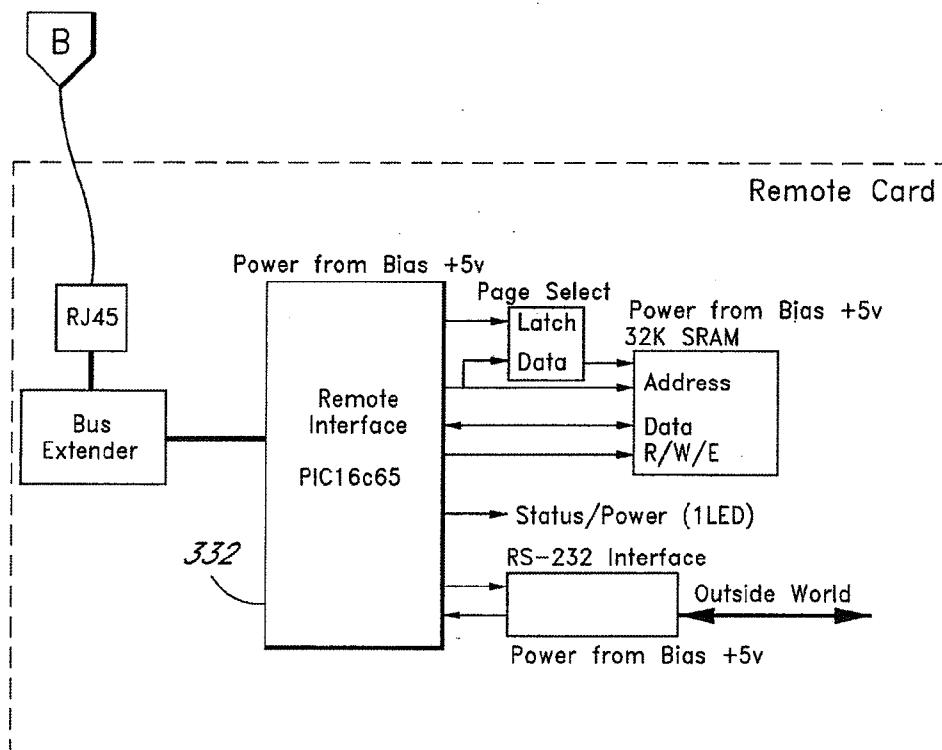 B
Remote Card
Power from Bias +5v
RJ45
Page Select
Latch
Data
Power from Bias +5v
32K SRAM
Address
Data
R/W/E
Bus
Extender
Remote
Interface
PIC16c65
Status/Power (1LED)
332
RS-232 Interface
Outside World
Power from Bias +5v